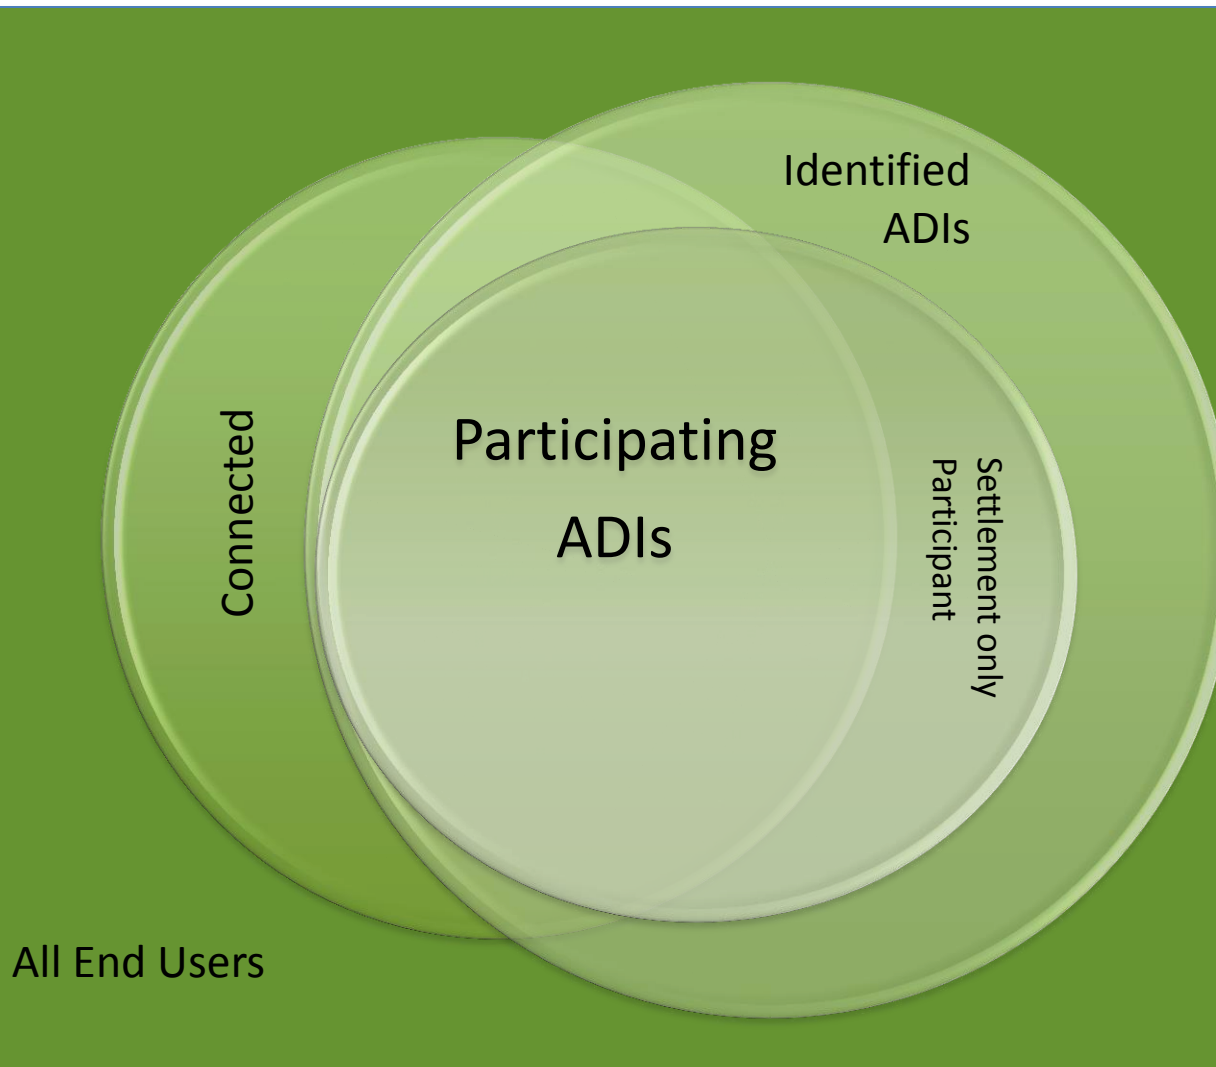 Identified
ADIs
Connected
Participating
ADIs
Settlement only
Participant
All End Users